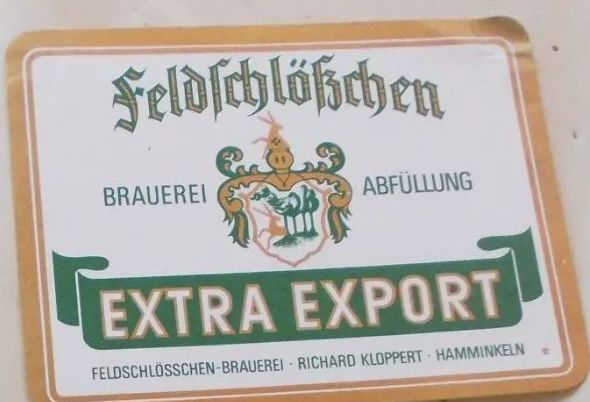 Feldschlößchen
BRAUEREI ABFÜLLUNG
EXTRA EXPORT
FELDSCHLÖSSCHEN-BRAUEREI · RICHARD KLOPPERT · HAMMINKELN